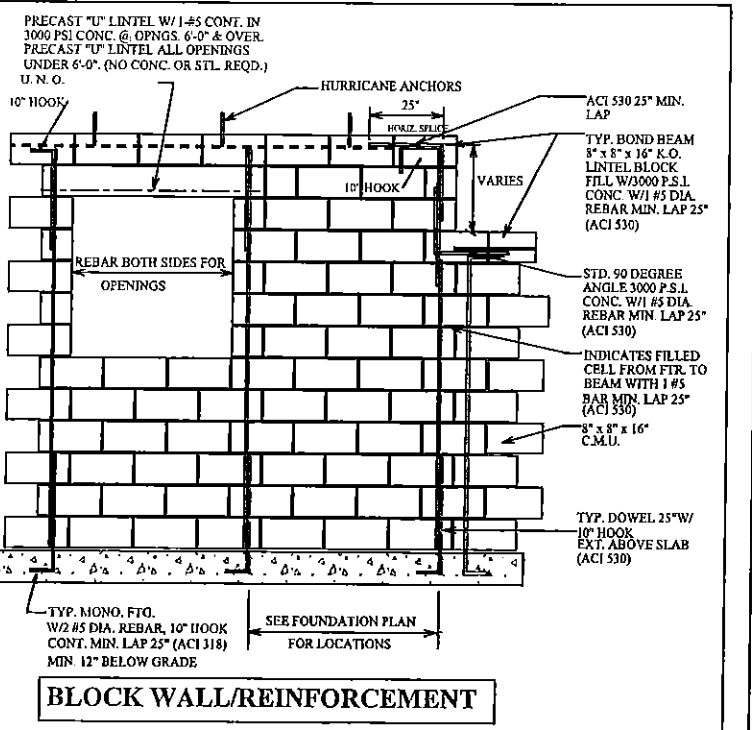 PRECAST "U" LINTEL W/ 1-#5 CONT. IN
3000 PSI CONC. @ OPNGS. 6'-0" & OVER.
PRECAST "U" LINTEL ALL OPENINGS
UNDER 6'-0". (NO CONC. OR STL. REQD.)
U. N. O.
10" HOOK
HURRICANE ANCHORS
25"
HORIZ. SPLICE
10" HOOK
VARIES
ACI 530 25" MIN.
LAP
TYP. BOND BEAM
8" x 8" x 16" K.O.
LINTEL BLOCK
FILL W/3000 P.S.I.
CONC. W/1 #5 DIA.
REBAR MIN. LAP 25"
(ACI 530)
REBAR BOTH SIDES FOR
OPENINGS
STD. 90 DEGREE
ANGLE 3000 P.S.I.
CONC. W/1 #5 DIA.
REBAR MIN. LAP 25"
(ACI 530)
INDICATES FILLED
CELL FROM FTR. TO
BEAM WITH 1 #5
BAR MIN. LAP 25"
(ACI 530)
8" x 8" x 16"
C.M.U.
TYP. DOWEL 25"W/
10" HOOK
EXT. ABOVE SLAB
(ACI 530)
TYP. MONO. FTG.
W/2 #5 DIA. REBAR, 10" HOOK
CONT. MIN. LAP 25" (ACI 318)
MIN. 12" BELOW GRADE
SEE FOUNDATION PLAN
FOR LOCATIONS
BLOCK WALL/REINFORCEMENT